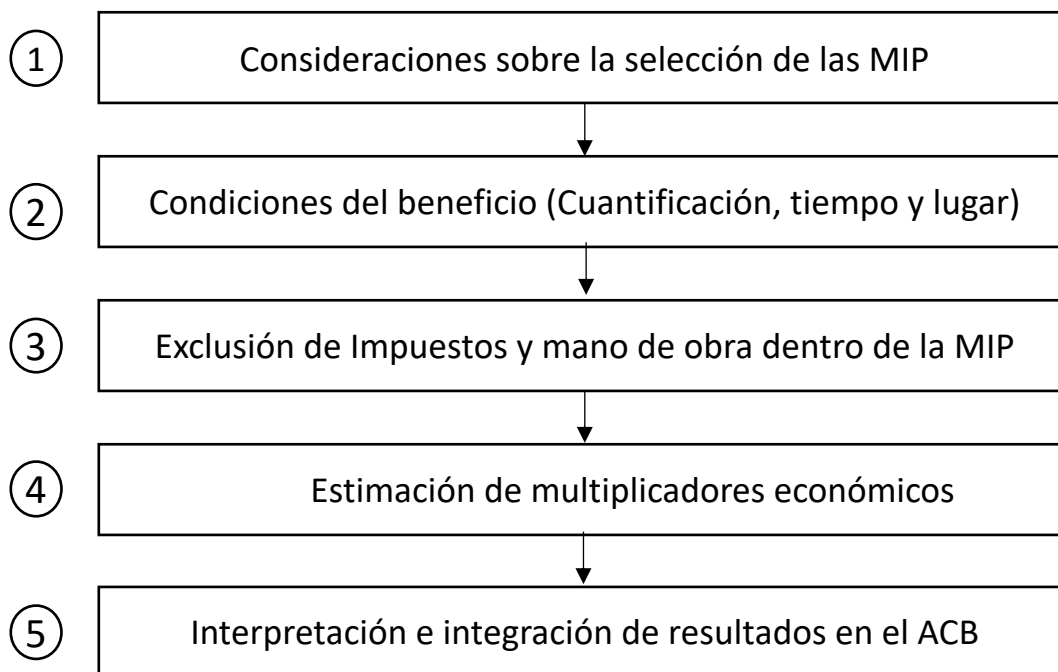 1 Consideraciones sobre la selección de las MIP
2 Condiciones del beneficio (Cuantificación, tiempo y lugar)
3 Exclusión de Impuestos y mano de obra dentro de la MIP
4 Estimación de multiplicadores económicos
5 Interpretación e integración de resultados en el ACB